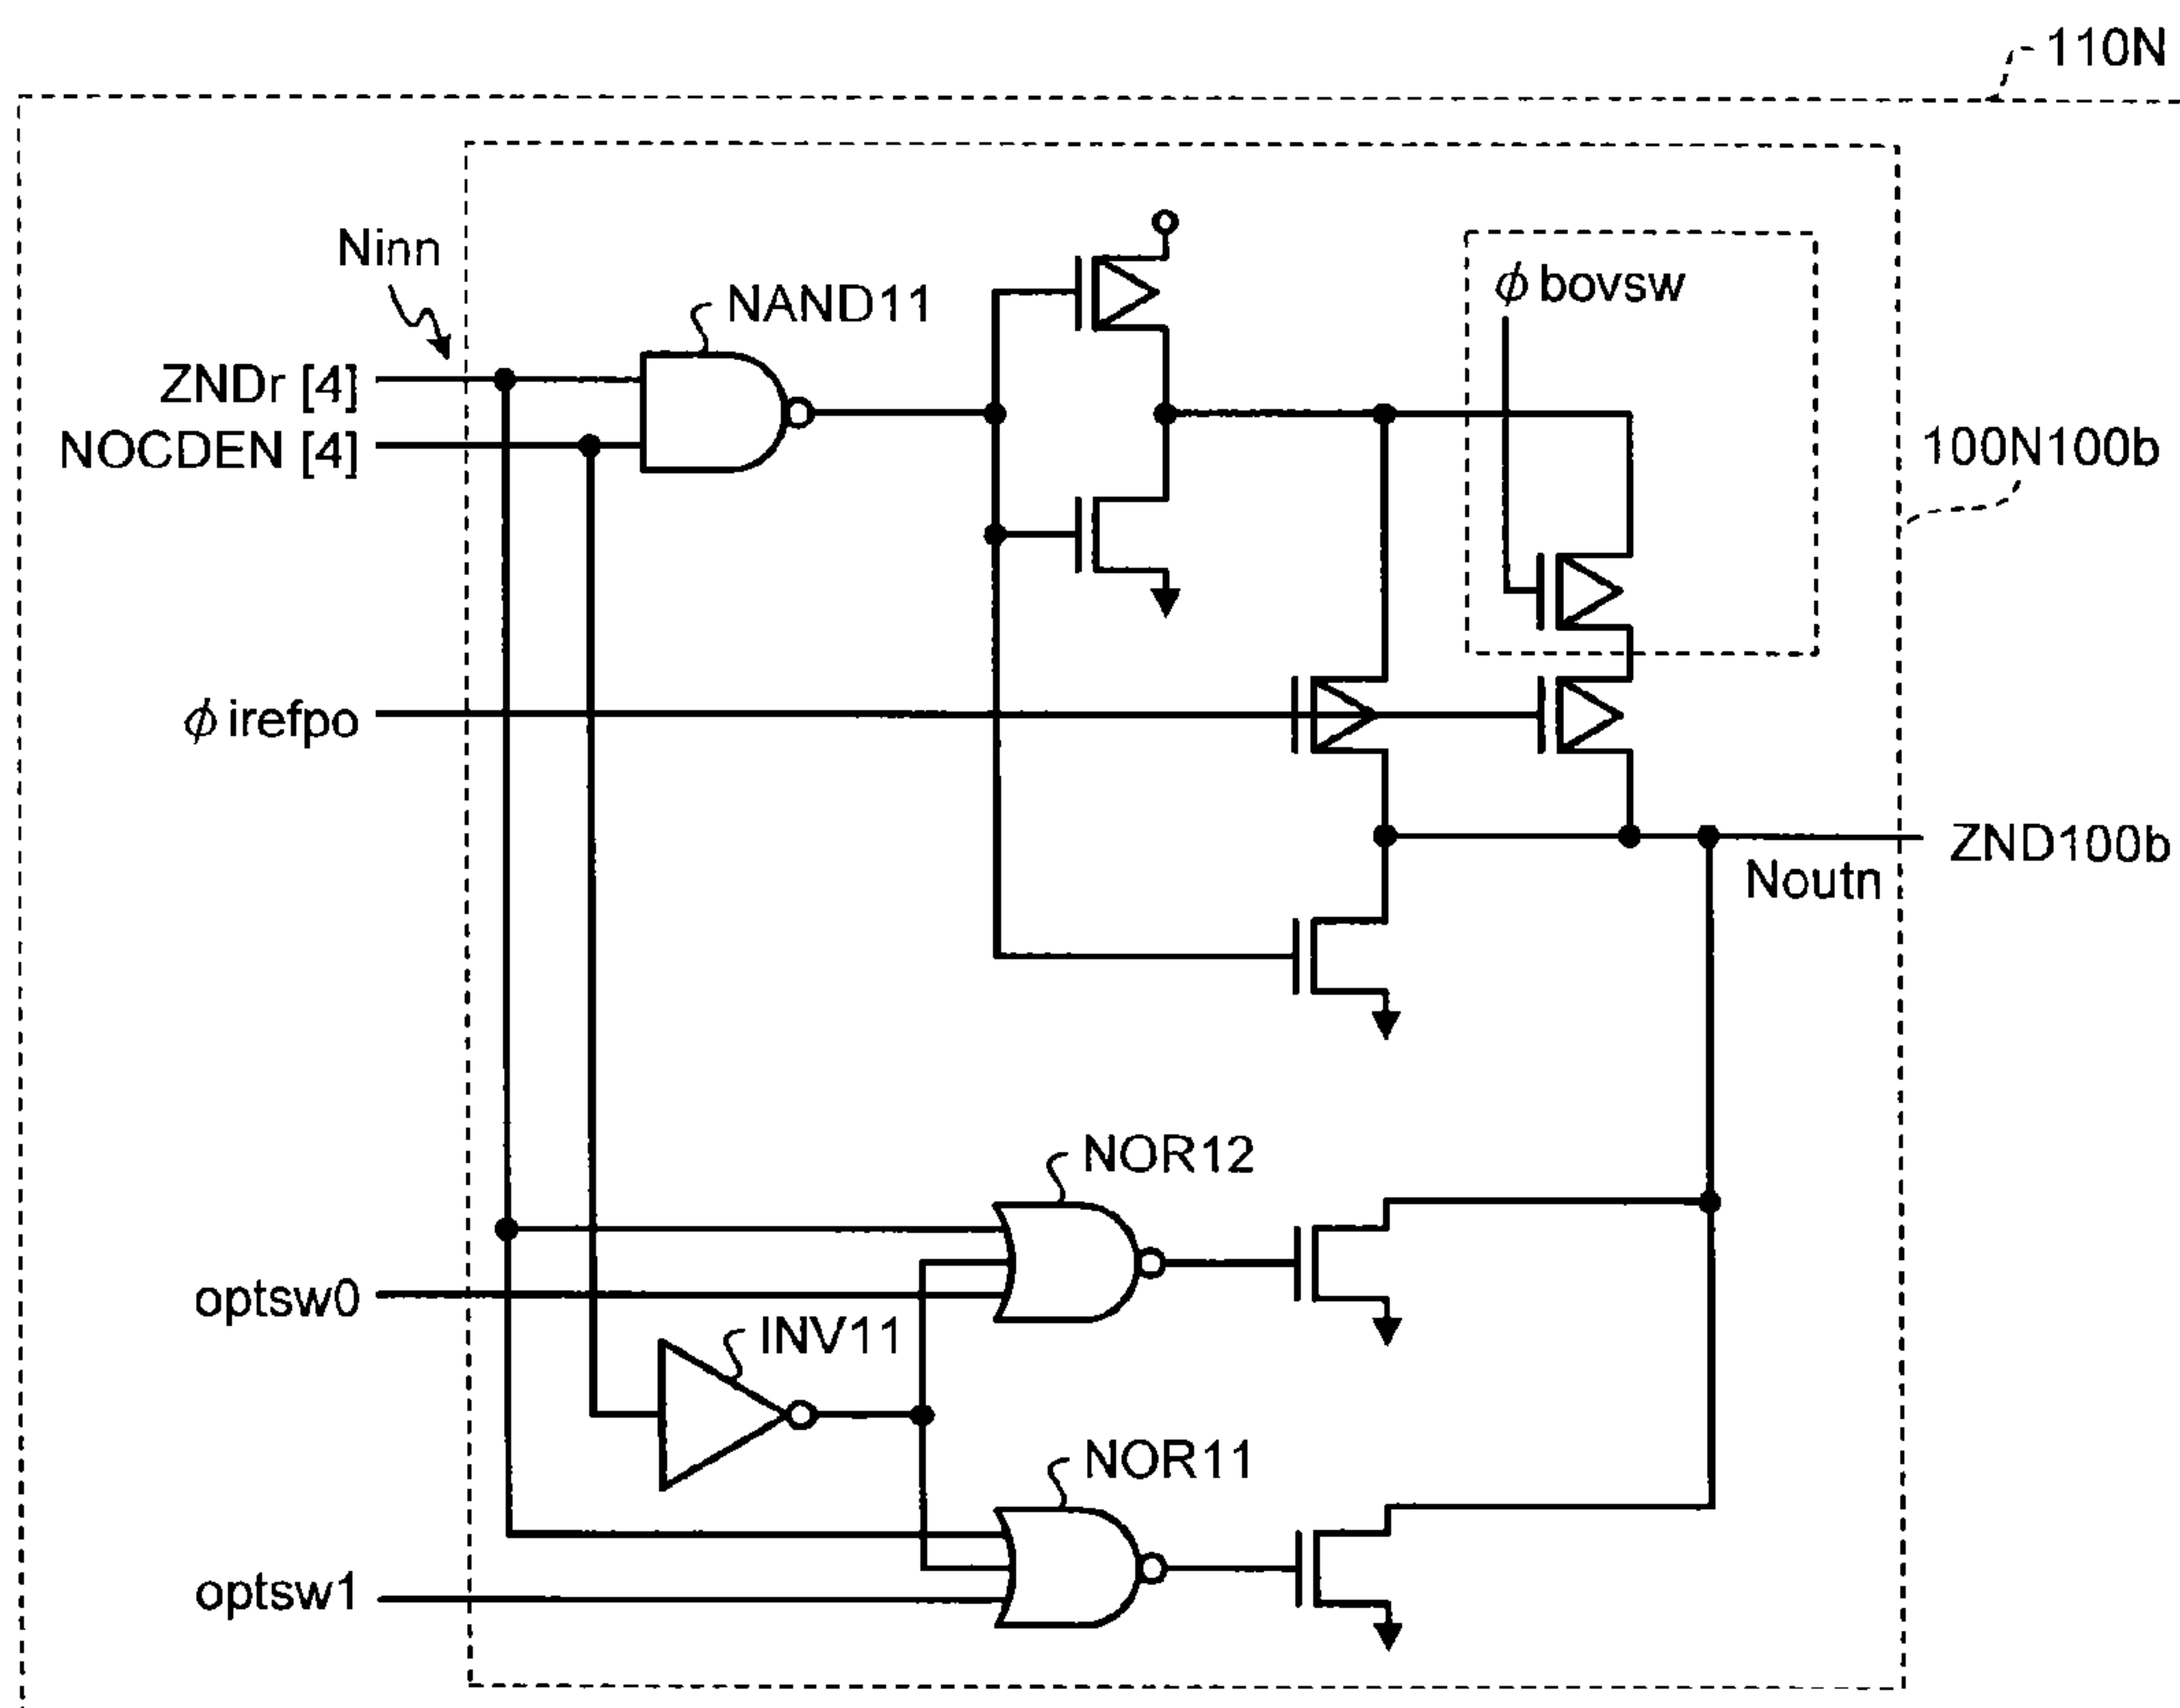 110N
Ninn
NAND11
ϕ bovsw
ZNDr [4]
NOCDEN [4]
100N100b
ϕ irefpo
ZND100b
Noutn
NOR12
optsw0
INV11
NOR11
optsw1